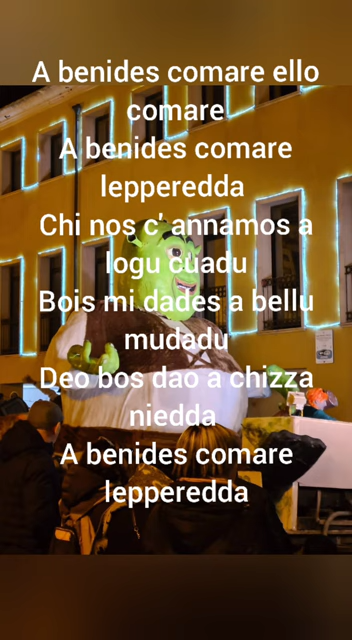 A benides comare ello
comare
A benides comare
lepperedda
Chi nos c' annamos a
logu cuadu
Bois mi dades a bellu
mudadu
Deo bos dao a chizza
niedda
A benides comare
lepperedda